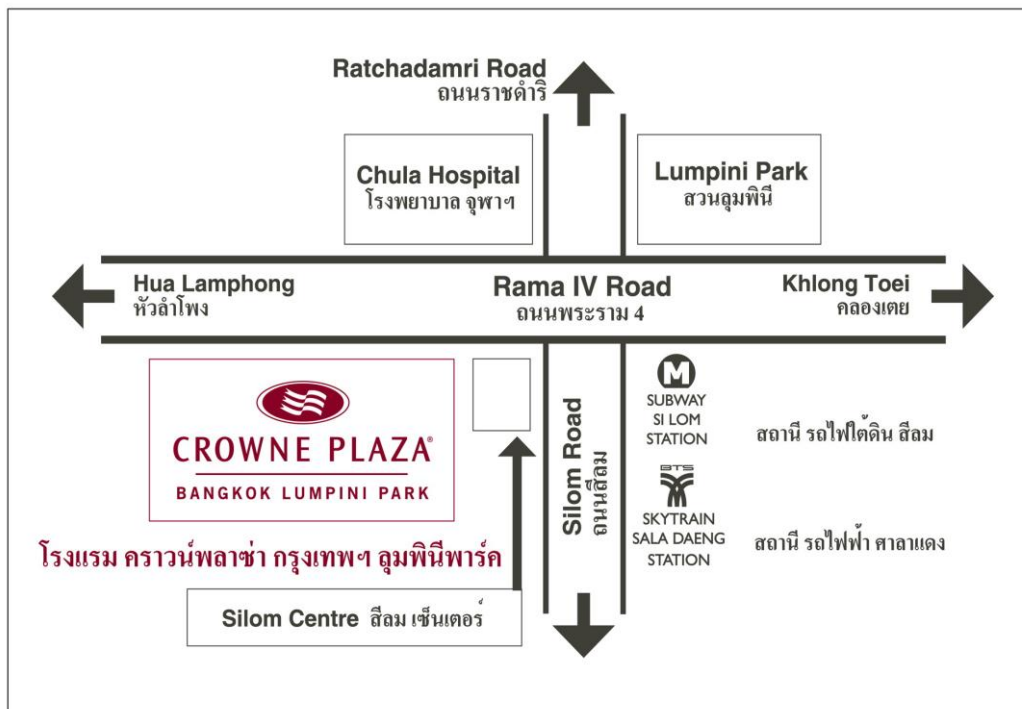 Ratchadamri Road
ถนนราชดำริ
Chula Hospital
โรงพยาบาล จุฬาฯ
Lumpini Park
สวนลุมพินี
Hua Lamphong
หัวลำโพง
Rama IV Road
ถนนพระราม 4
Khlong Toei
คลองเตย
CROWNE PLAZA®
BANGKOK LUMPINI PARK
โรงแรม คราวน์พลาซ่า กรุงเทพฯ ลุมพินีพาร์ค
Silom Centre สีลม เซ็นเตอร์
Silom Road
ถนนสีลม
M
SUBWAY
SI LOM
STATION
สถานี รถไฟใต้ดิน สีลม
BTS
SKYTRAIN
SALA DAENG
STATION
สถานี รถไฟฟ้า ศาลาแดง